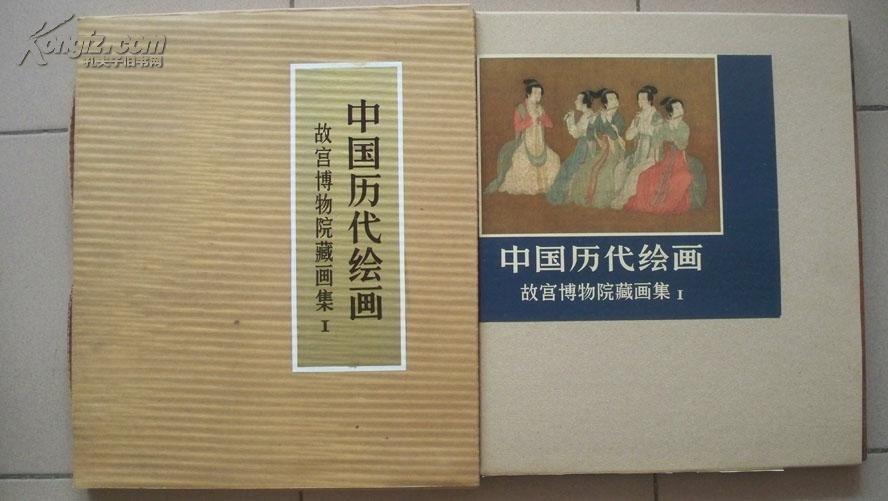 Kongfz.com
孔夫子旧书网
中国历代绘画
故宫博物院藏画集 I
中国历代绘画
故宫博物院藏画集 I